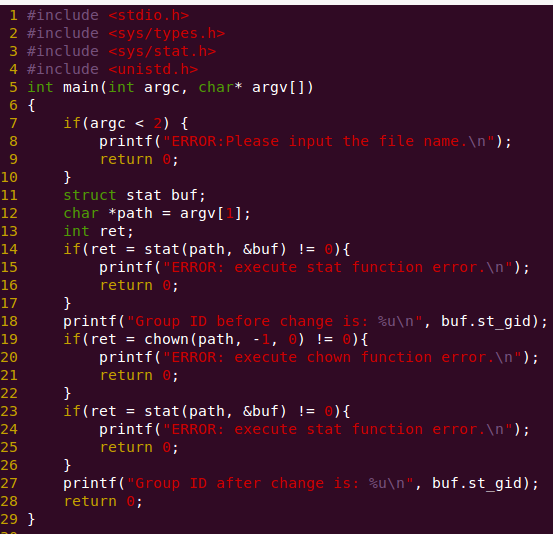 1 #include <stdio.h>
2 #include <sys/types.h>
3 #include <sys/stat.h>
4 #include <unistd.h>
5 int main(int argc, char* argv[])
6 {
7     if(argc < 2) {
8         printf("ERROR:Please input the file name.\n");
9         return 0;
10     }
11     struct stat buf;
12     char *path = argv[1];
13     int ret;
14     if(ret = stat(path, &buf) != 0){
15         printf("ERROR: execute stat function error.\n");
16         return 0;
17     }
18     printf("Group ID before change is: %u\n", buf.st_gid);
19     if(ret = chown(path, -1, 0) != 0){
20         printf("ERROR: execute chown function error.\n");
21         return 0;
22     }
23     if(ret = stat(path, &buf) != 0){
24         printf("ERROR: execute stat function error.\n");
25         return 0;
26     }
27     printf("Group ID after change is: %u\n", buf.st_gid);
28     return 0;
29 }